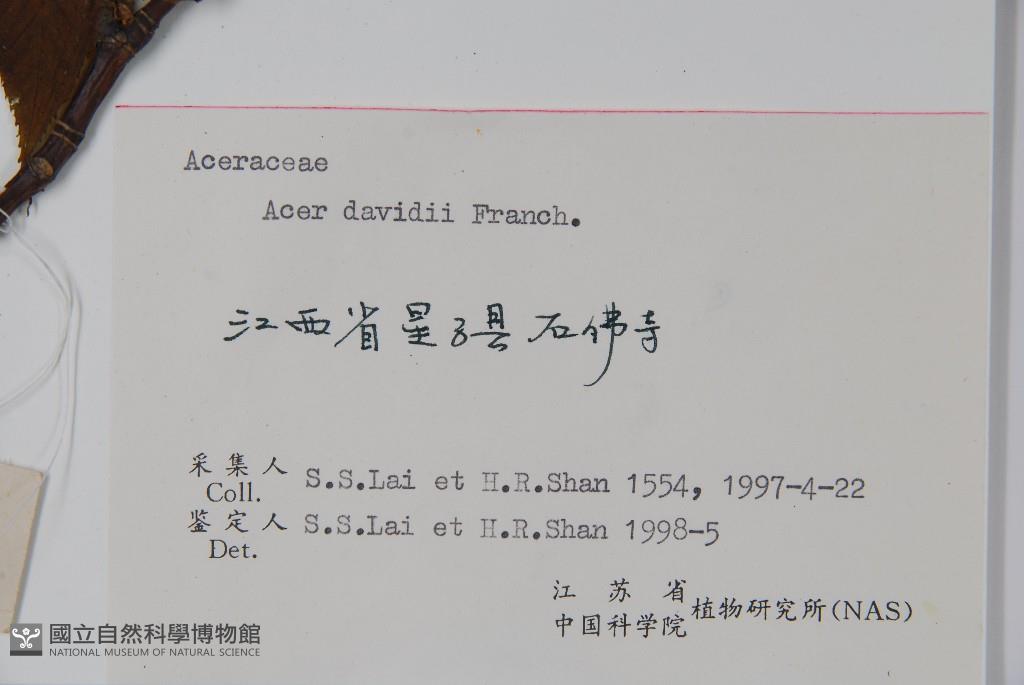 Aceraceae
Acer davidii Franch.
江西省星子县石佛寺
采集人 S.S.Lai et H.R.Shan 1554, 1997-4-22
Coll.
鉴定人 S.S.Lai et H.R.Shan 1998-5
Det.
江苏省
中国科学院植物研究所(NAS)
國立自然科學博物館
NATIONAL MUSEUM OF NATURAL SCIENCE